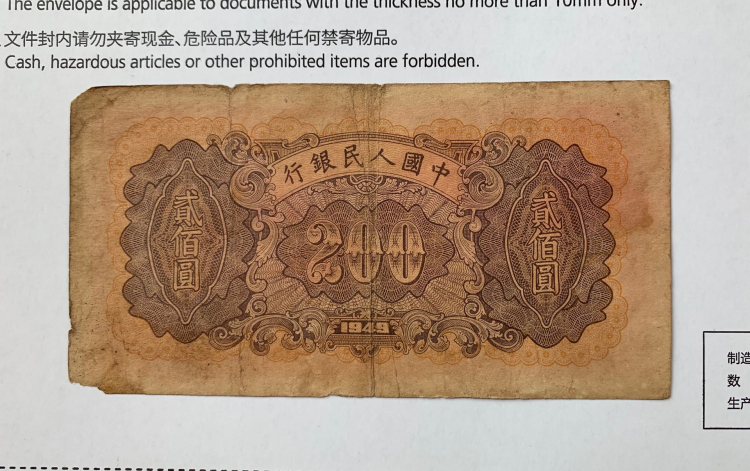 The envelope is applicable to documents with the thickness no more than 10mm only.
文件封内请勿夹寄现金、危险品及其他任何禁寄物品。
Cash, hazardous articles or other prohibited items are forbidden.
行銀民人國中
貳佰圓
200
貳佰圓
1949
制造
数
生产